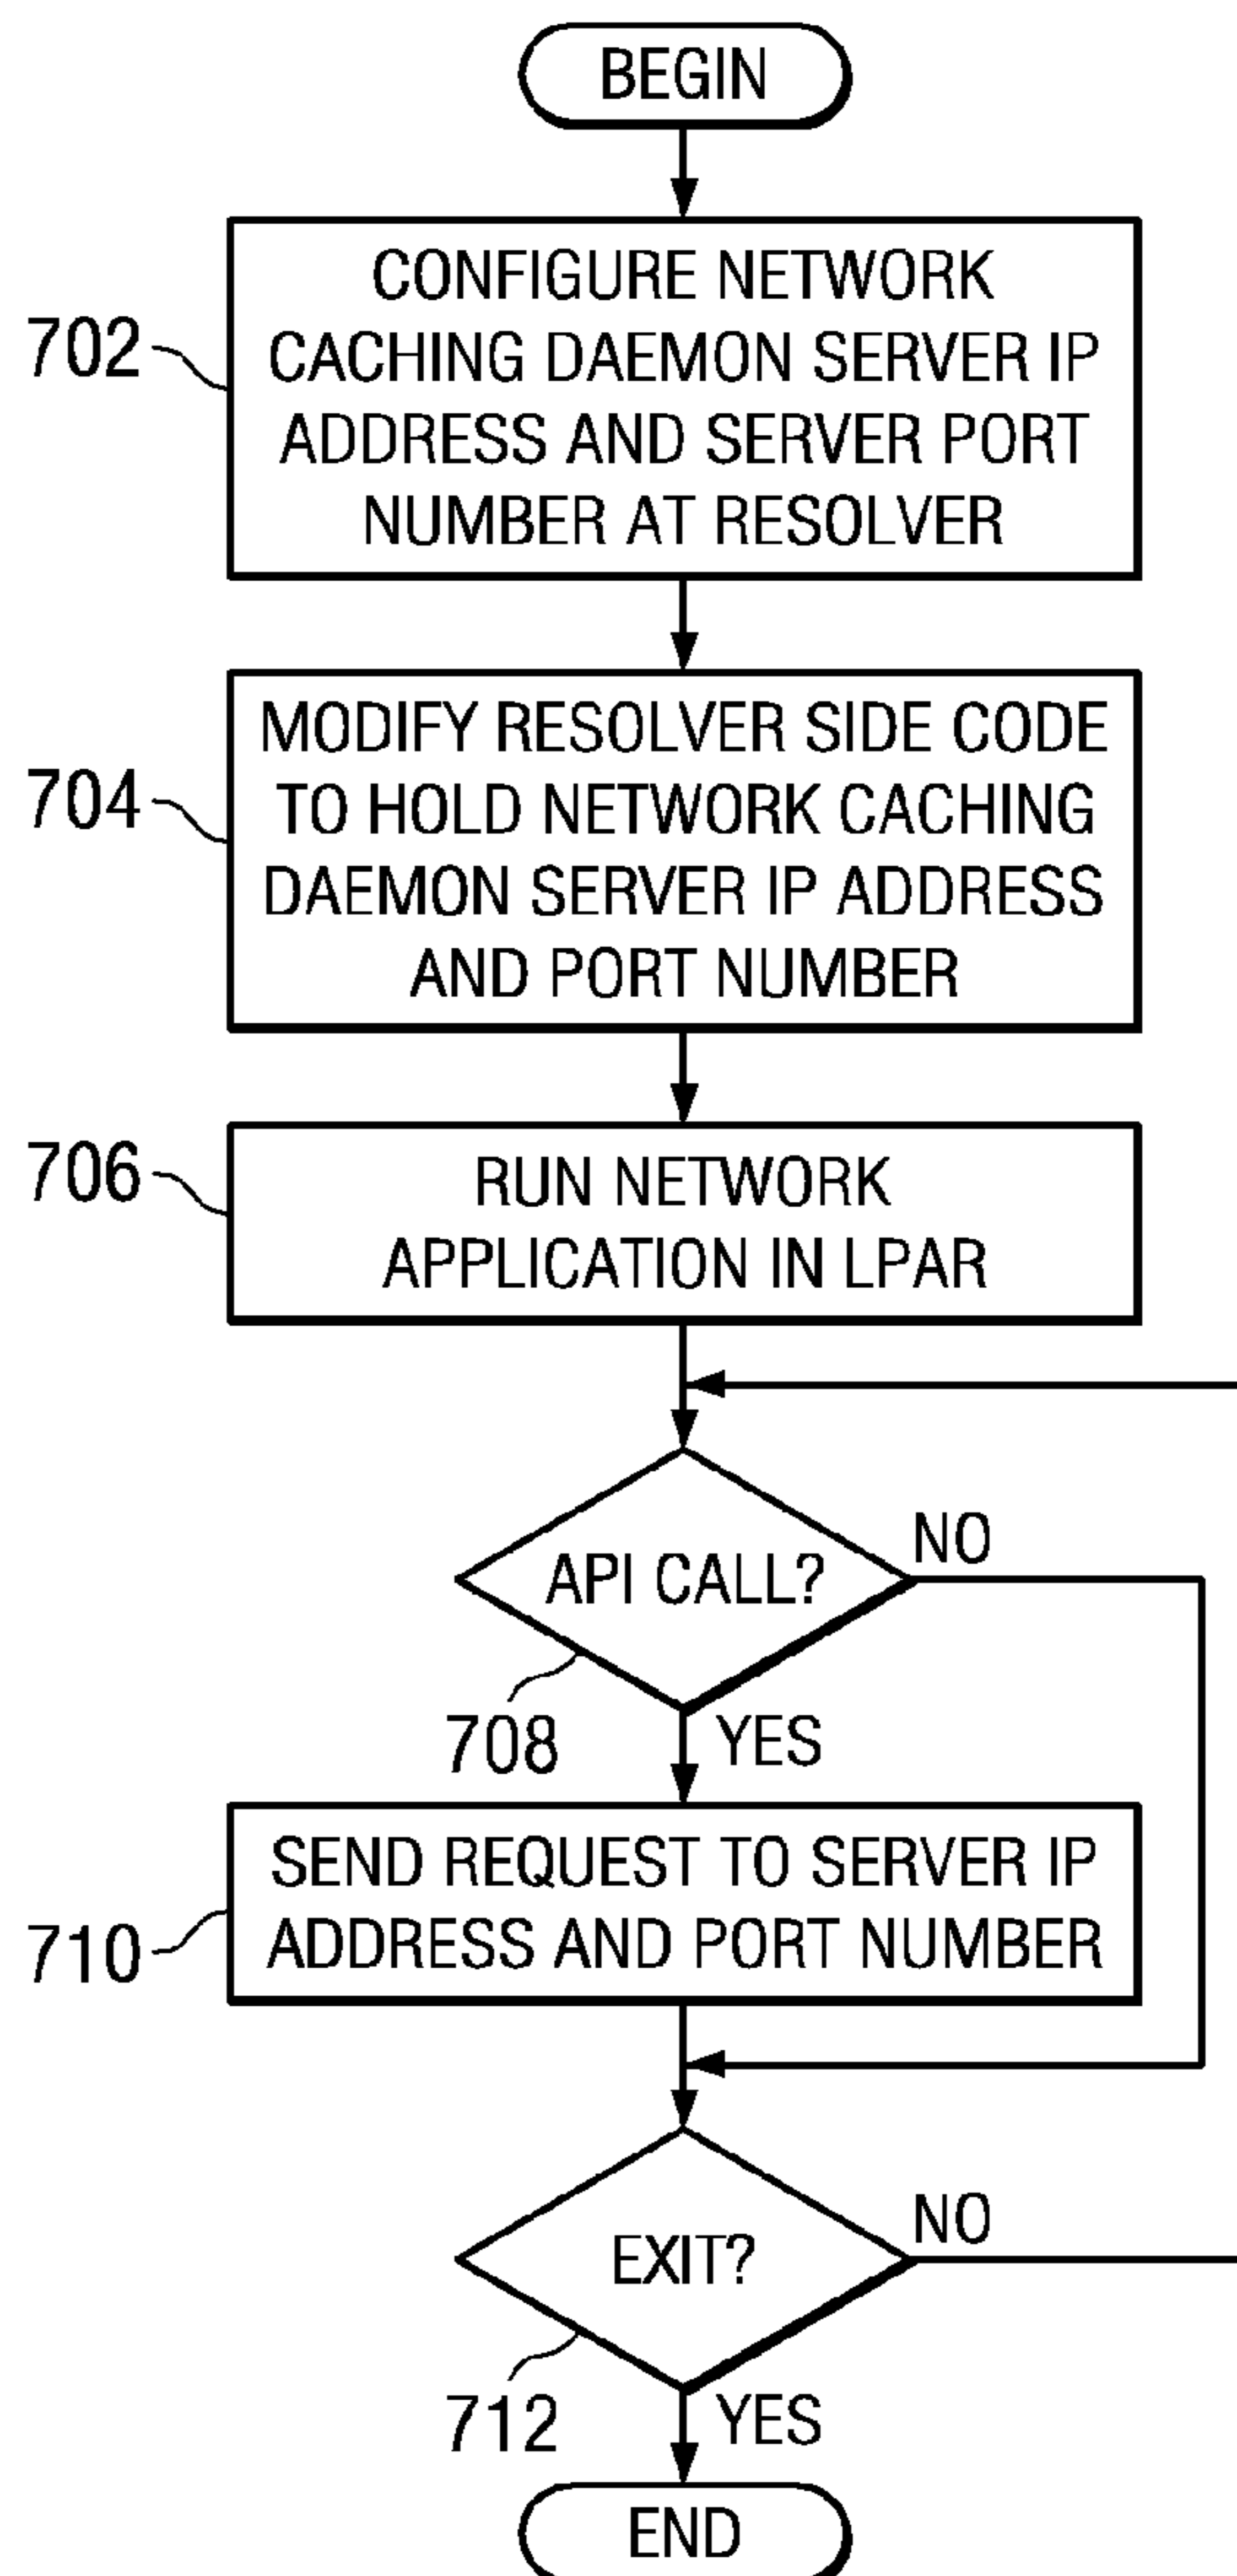 BEGIN
702
CONFIGURE NETWORK
CACHING DAEMON SERVER IP
ADDRESS AND SERVER PORT
NUMBER AT RESOLVER
704
MODIFY RESOLVER SIDE CODE
TO HOLD NETWORK CACHING
DAEMON SERVER IP ADDRESS
AND PORT NUMBER
706
RUN NETWORK
APPLICATION IN LPAR
API CALL?
NO
708
YES
710
SEND REQUEST TO SERVER IP
ADDRESS AND PORT NUMBER
EXIT?
NO
712
YES
END